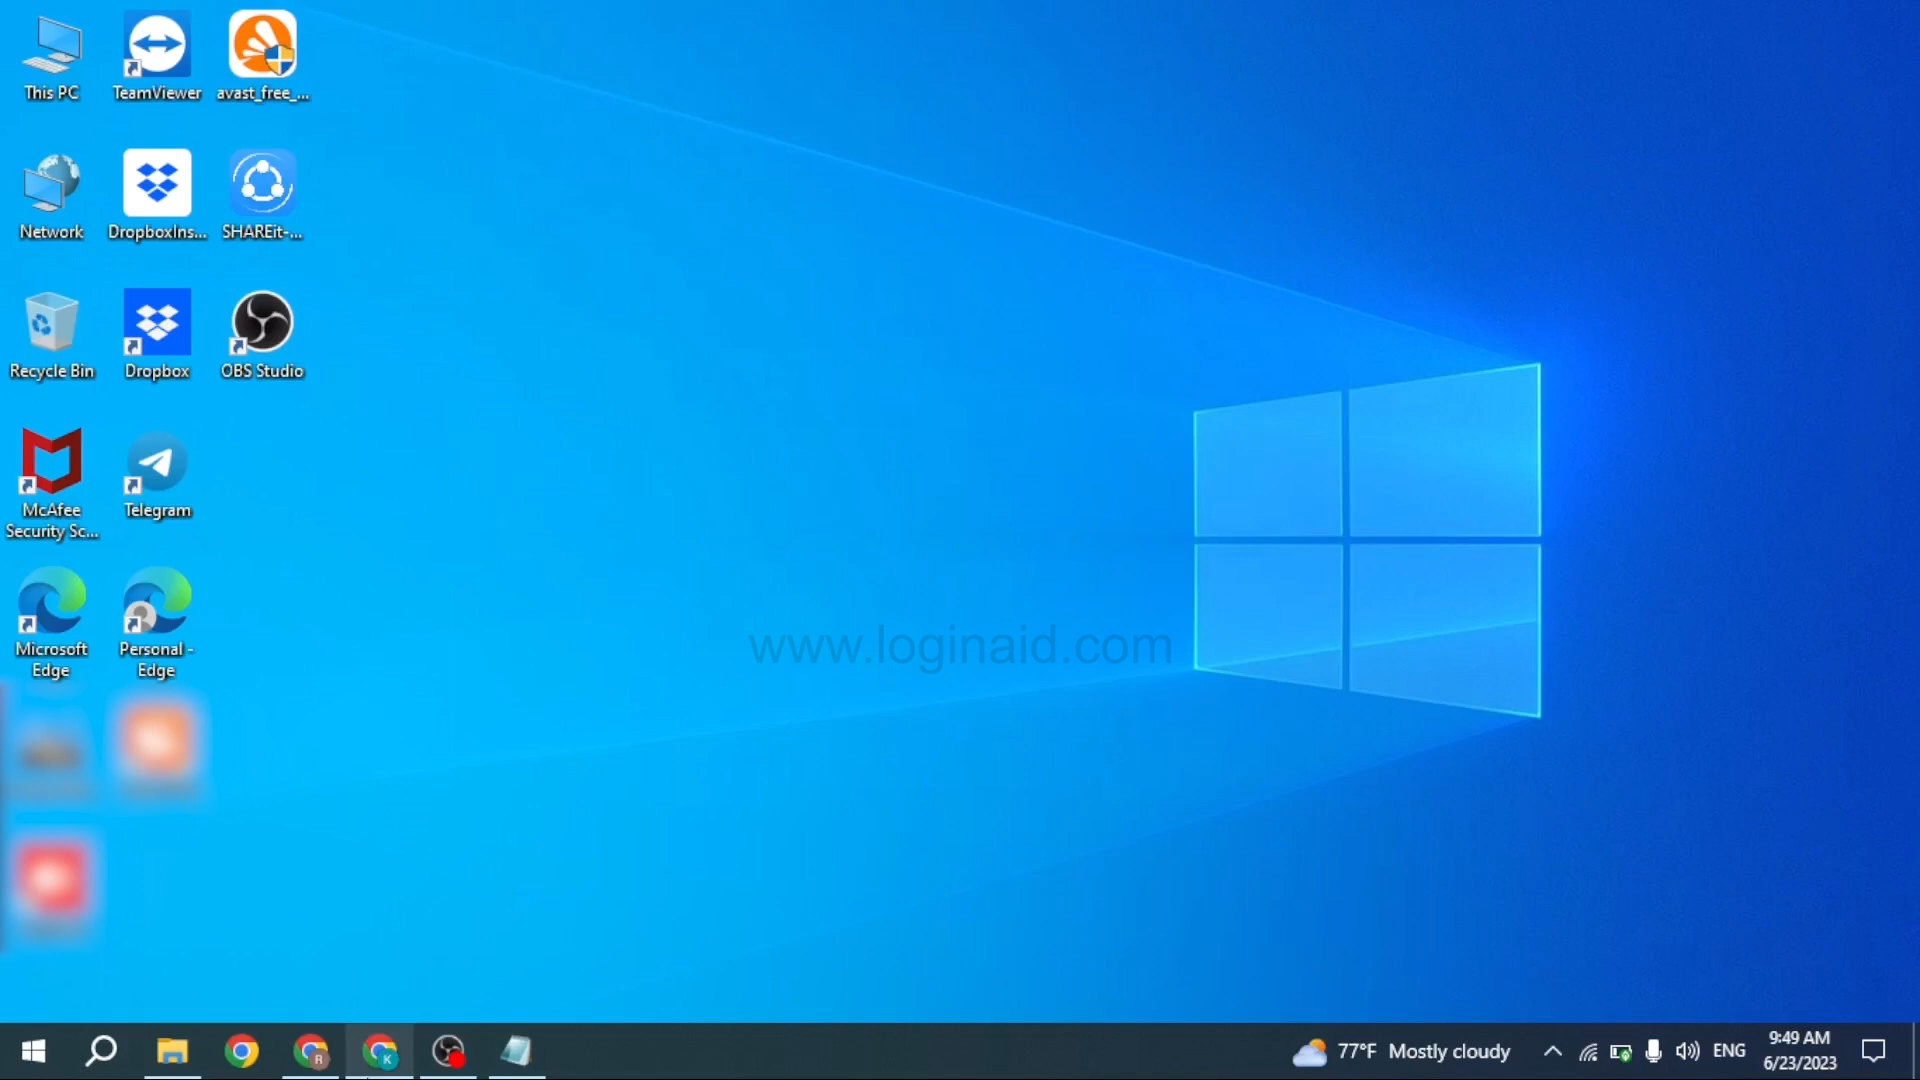 This PC
TeamViewer
avast_free_...
Network
DropboxIns...
SHAREit-...
Recycle Bin
Dropbox
OBS Studio
McAfee
Security Sc...
Telegram
Microsoft
Edge
Personal -
Edge
www.loginaid.com
R
K
77°F Mostly cloudy
ENG
9:49 AM
6/23/2023